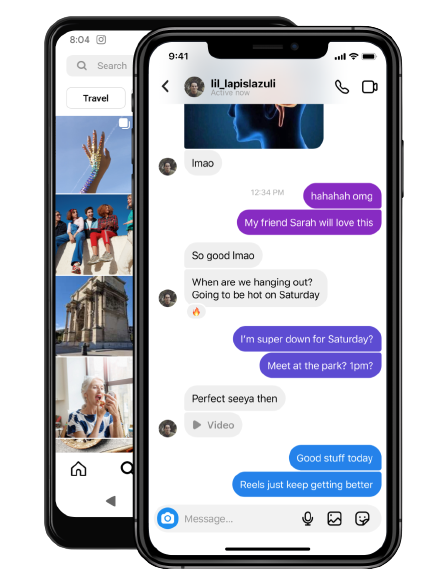 8:04
Search
Travel
9:41
lil_lapislazuli
Active now
lmao
12:34 PM
hahahah omg
My friend Sarah will love this
So good lmao
When are we hanging out?
Going to be hot on Saturday
I'm super down for Saturday?
Meet at the park? 1pm?
Perfect seeya then
Video
Good stuff today
Reels just keep getting better
Message...